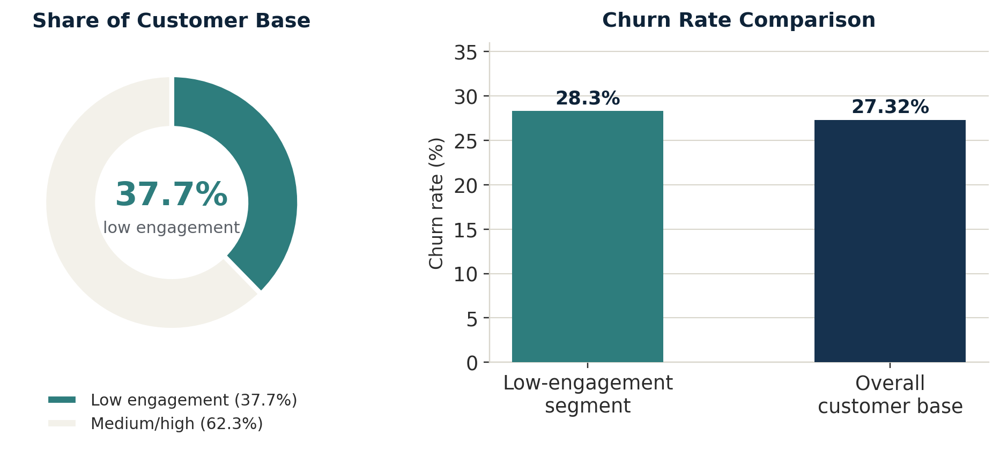 Share of Customer Base
37.7%
low engagement
Low engagement (37.7%)
Medium/high (62.3%)
Churn Rate Comparison
Churn rate (%)
35
30
25
20
15
10
5
0
28.3%
27.32%
Low-engagement
segment
Overall
customer base